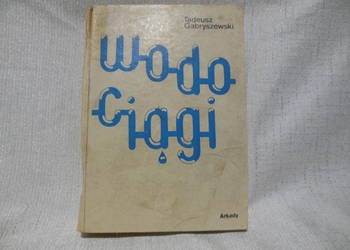 Tadeusz
Gabryszewski
wodo
ciągi
Arkady